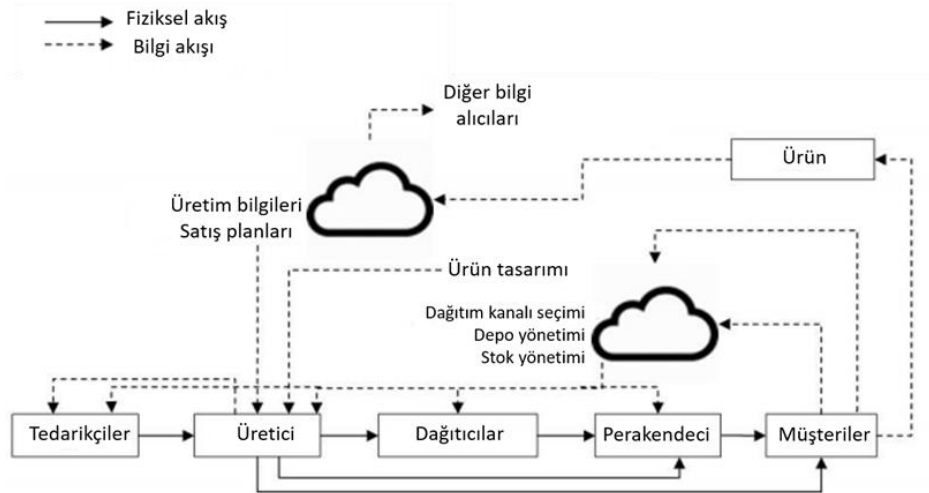 Fiziksel akış
Bilgi akışı
Diğer bilgi
alıcıları
Ürün
Üretim bilgileri
Satış planları
Ürün tasarımı
Dağıtım kanalı seçimi
Depo yönetimi
Stok yönetimi
Tedarikçiler
Üretici
Dağıtıcılar
Perakendeci
Müşteriler